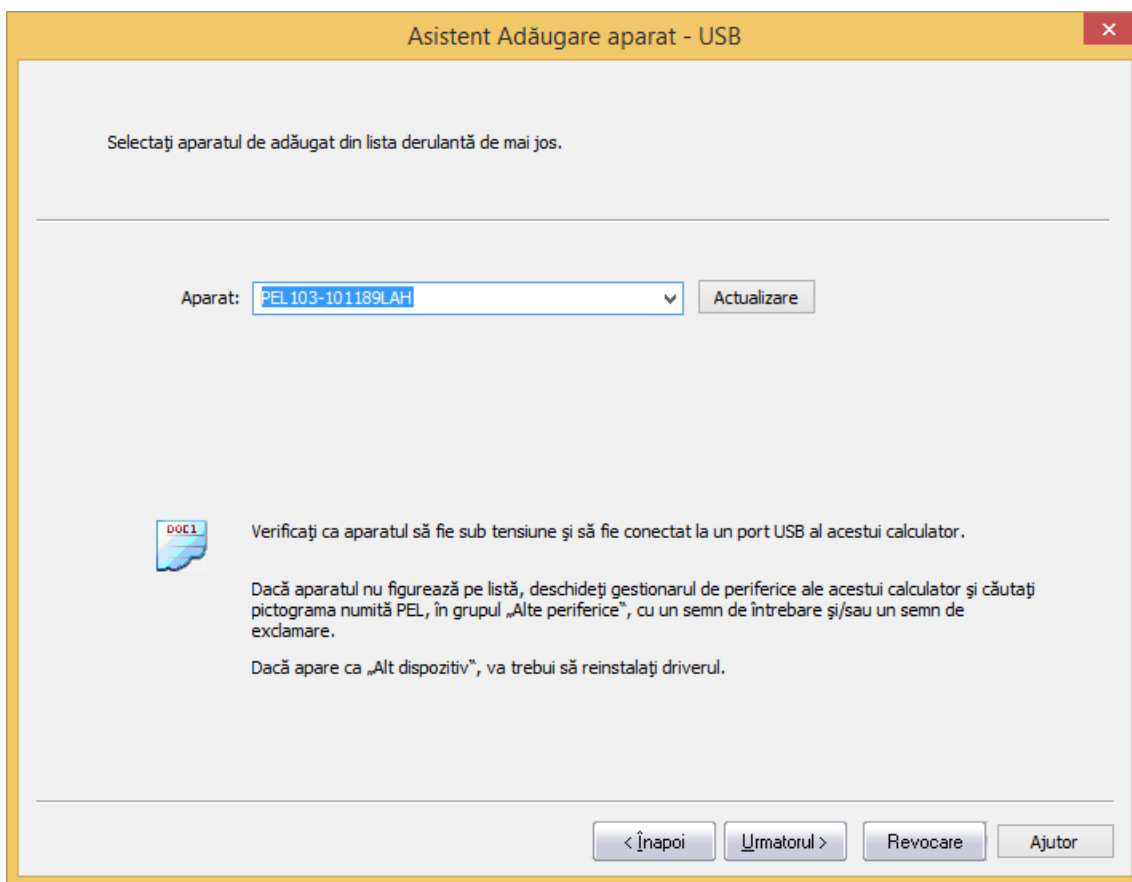 Asistent Adăugare aparat - USB
Selectaţi aparatul de adăugat din lista derulantă de mai jos.
Aparat: PEL103-101189LAH Actualizare
DOC1
Verificaţi ca aparatul să fie sub tensiune şi să fie conectat la un port USB al acestui calculator.
Dacă aparatul nu figurează pe listă, deschideţi gestionarul de periferice ale acestui calculator şi căutaţi
pictograma numită PEL, în grupul „Alte periferice‟, cu un semn de întrebare şi/sau un semn de
exclamare.
Dacă apare ca „Alt dispozitiv‟, va trebui să reinstalaţi driverul.
< Înapoi Urmatorul > Revocare Ajutor